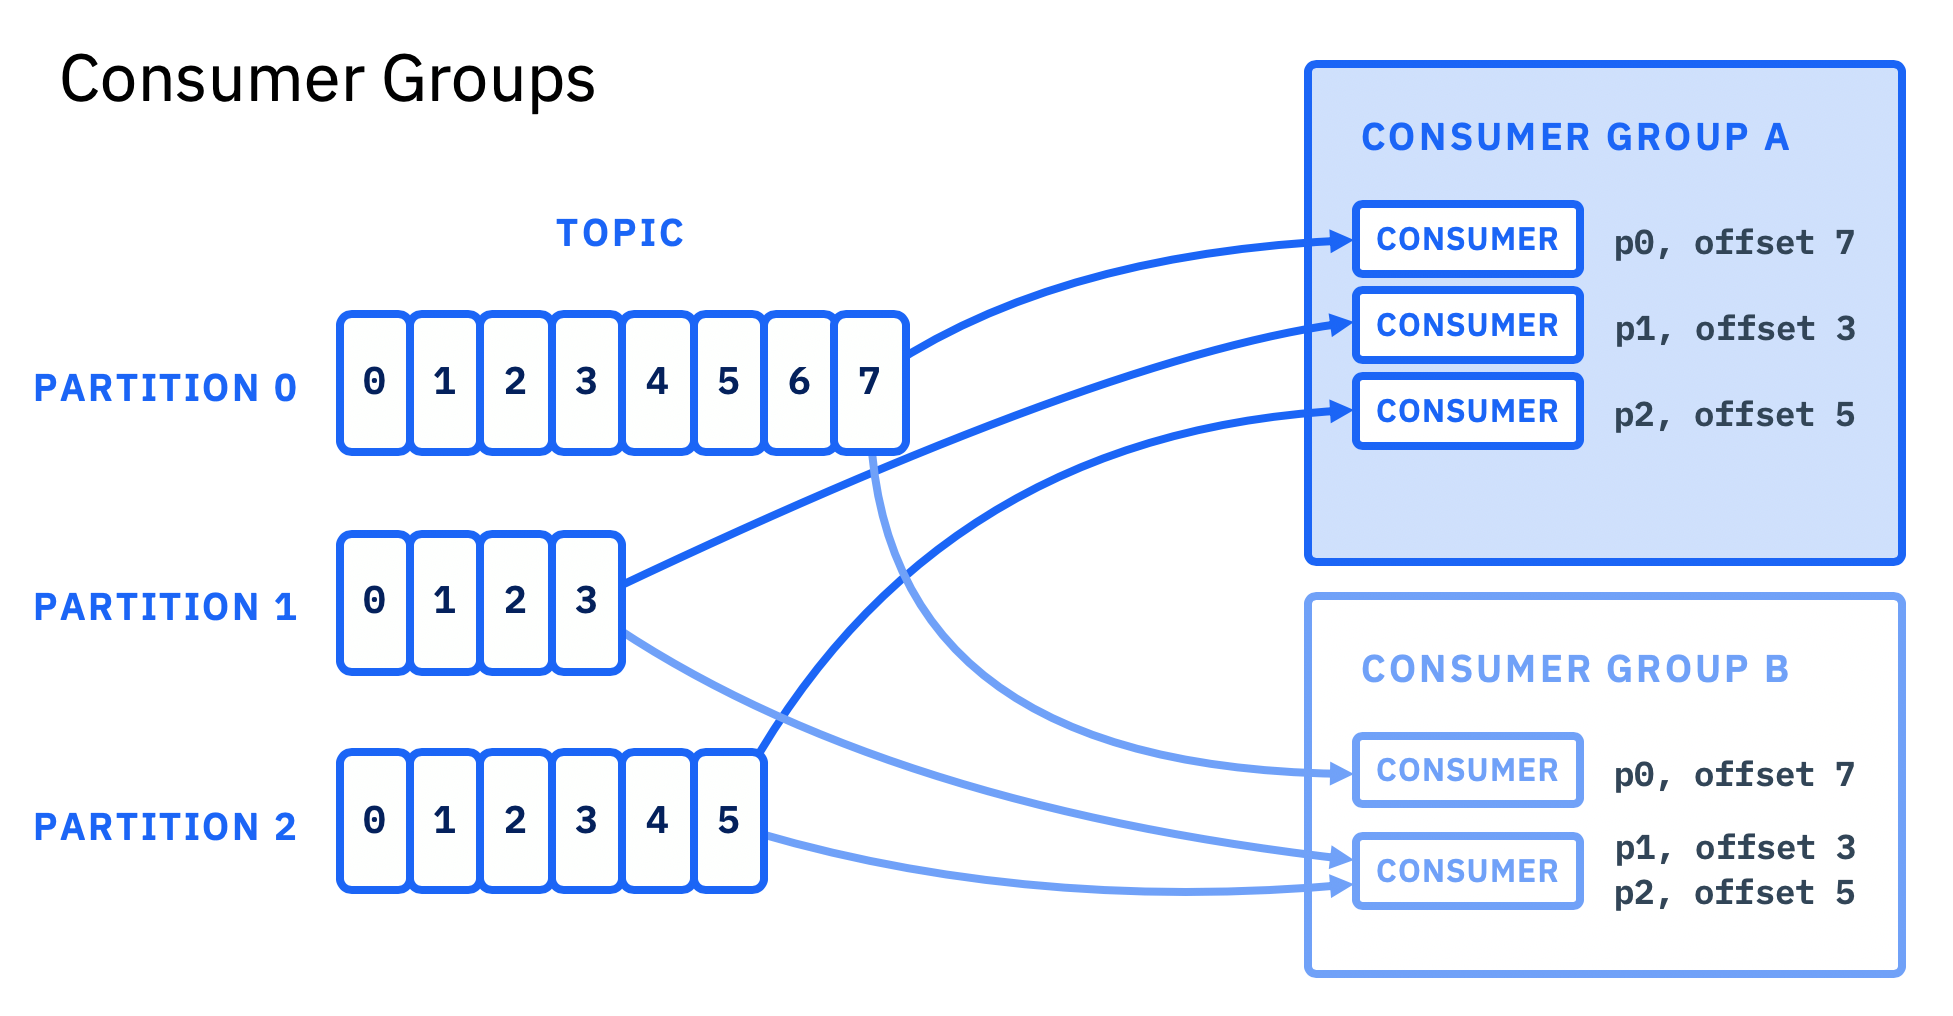 Consumer Groups
TOPIC
PARTITION 0
0 1 2 3 4 5 6 7
PARTITION 1
0 1 2 3
PARTITION 2
0 1 2 3 4 5
CONSUMER GROUP A
CONSUMER p0, offset 7
CONSUMER p1, offset 3
CONSUMER p2, offset 5
CONSUMER GROUP B
CONSUMER p0, offset 7
CONSUMER p1, offset 3
p2, offset 5